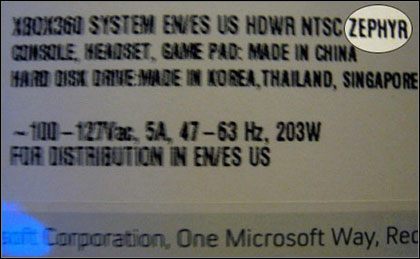 XBOX360 SYSTEM EN/ES US HDWR NTSC ZEPHYR
CONSOLE, HEADSET, GAME PAD: MADE IN CHINA
HARD DISK DRIVE:MADE IN KOREA,THAILAND, SINGAPORE
~100-127Vac, 5A, 47-63 Hz, 203W
FOR DISTRIBUTION IN EN/ES US
soft Corporation, One Microsoft Way, Red